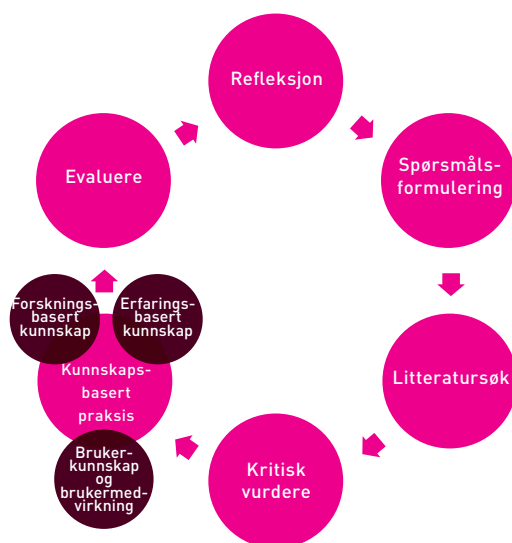 Refleksjon
Spørsmåls-
formulering
Litteratursøk
Kritisk
vurdere
Kunnskaps-
basert
praksis
Forsknings-
basert
kunnskap
Erfarings-
basert
kunnskap
Bruker-
kunnskap
og
brukermed-
virkning
Evaluere